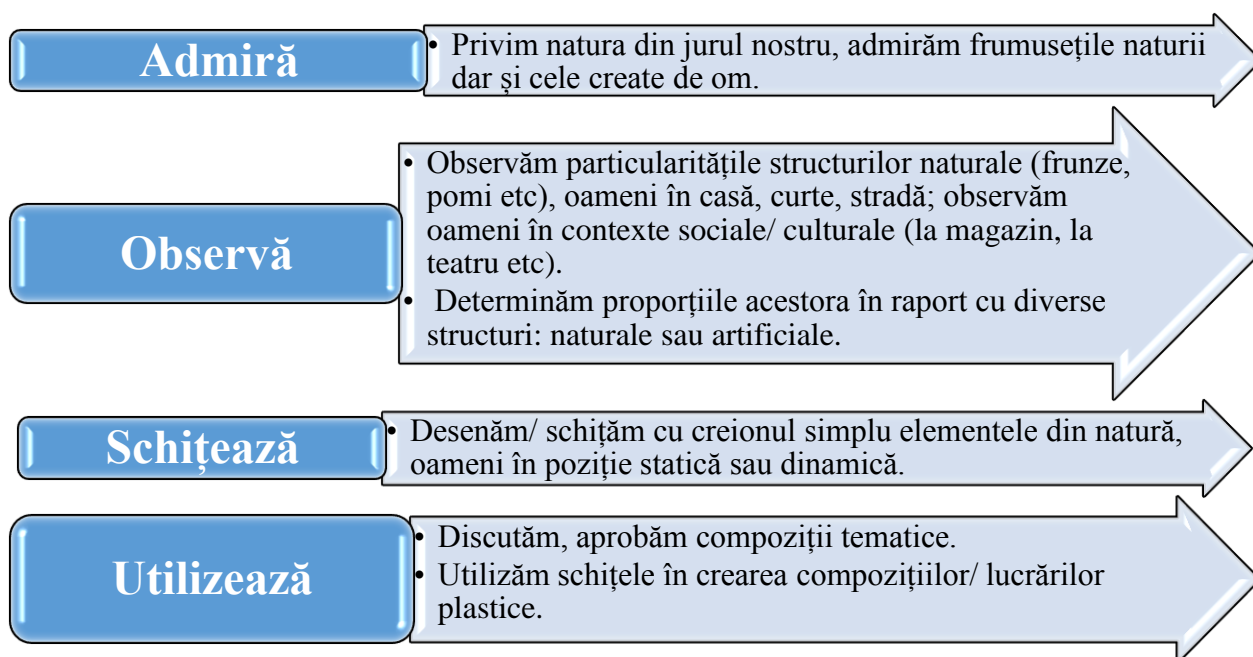 Admiră
• Privim natura din jurul nostru, admirăm frumusețile naturii
dar și cele create de om.
Observă
• Observăm particularitățile structurilor naturale (frunze,
pomi etc), oameni în casă, curte, stradă; observăm
oameni în contexte sociale/ culturale (la magazin, la
teatru etc).
• Determinăm proporțiile acestora în raport cu diverse
structuri: naturale sau artificiale.
Schițează
• Desenăm/ schițăm cu creionul simplu elementele din natură,
oameni în poziție statică sau dinamică.
Utilizează
• Discutăm, aprobăm compoziții tematice.
• Utilizăm schițele în crearea compozițiilor/ lucrărilor
plastice.